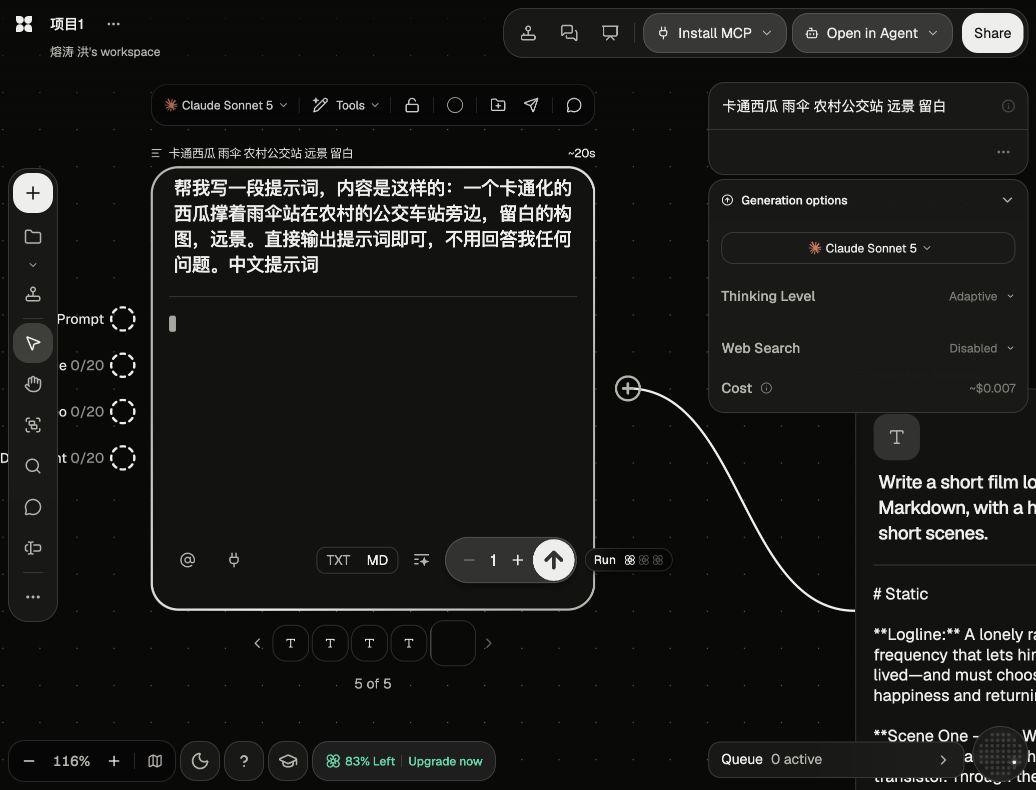 项目1
熔涛 洪's workspace
Install MCP
Open in Agent
Share
Claude Sonnet 5
Tools
卡通西瓜 雨伞 农村公交站 远景 留白
~20s
帮我写一段提示词，内容是这样的：一个卡通化的
西瓜撑着雨伞站在农村的公交车站旁边，留白的构
图，远景。直接输出提示词即可，不用回答我任何
问题。中文提示词
Prompt
e 0/20
o 0/20
D
nt 0/20
TXT
MD
1
Run
T
T
T
T
5 of 5
卡通西瓜 雨伞 农村公交站 远景 留白
Generation options
Claude Sonnet 5
Thinking Level
Adaptive
Web Search
Disabled
Cost
~$0.007
T
Write a short film lo
Markdown, with a h
short scenes.
# Static
**Logline:** A lonely ra
frequency that lets hir
lived—and must choos
happiness and returni
**Scene One –
116%
?
83% Left
Upgrade now
Queue
0 active